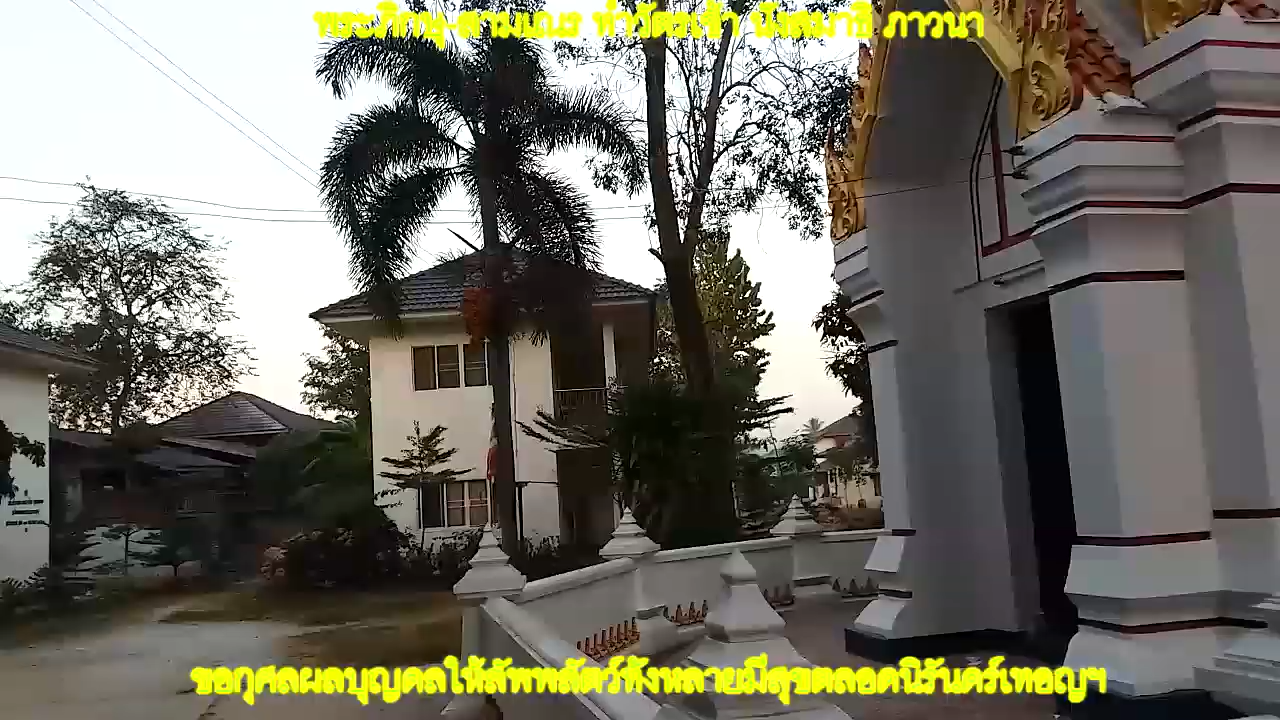 พระภิกษุ-สามเณร ทำวัตรเช้า นั่งสมาธิ ภาวนา
ขอกุศลผลบุญดลให้สัพพสัตว์ทั้งหลายมีสุขตลอดนิรันดร์เทอญฯ